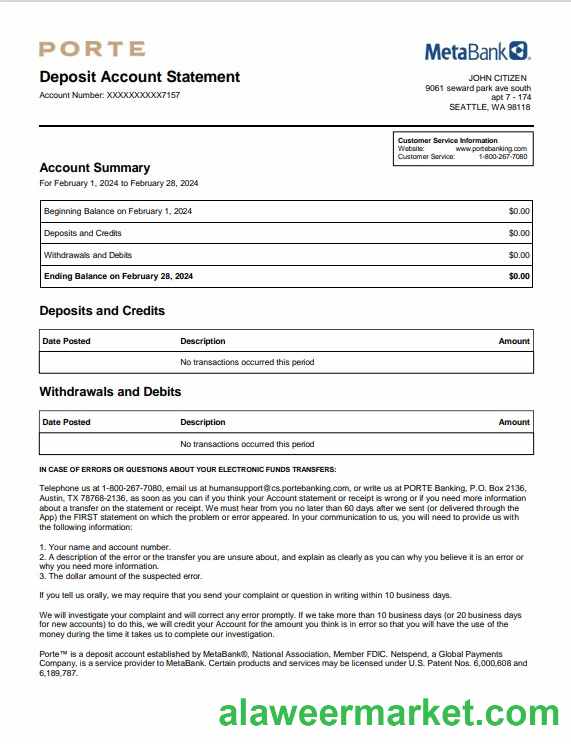 PORTE
MetaBank®
Deposit Account Statement
Account Number: XXXXXXXXXX7157
JOHN CITIZEN
9061 seward park ave south
apt 7 - 174
SEATTLE, WA 98118
Customer Service Information
Website: www.portebanking.com
Customer Service: 1-800-267-7080
Account Summary
For February 1, 2024 to February 28, 2024
Beginning Balance on February 1, 2024 $0.00
Deposits and Credits $0.00
Withdrawals and Debits $0.00
Ending Balance on February 28, 2024 $0.00
Deposits and Credits
Date Posted Description Amount
No transactions occurred this period
Withdrawals and Debits
Date Posted Description Amount
No transactions occurred this period
IN CASE OF ERRORS OR QUESTIONS ABOUT YOUR ELECTRONIC FUNDS TRANSFERS:
Telephone us at 1-800-267-7080, email us at humansupport@cs.portebanking.com, or write us at PORTE Banking, P.O. Box 2136,
Austin, TX 78768-2136, as soon as you can if you think your Account statement or receipt is wrong or if you need more information
about a transfer on the statement or receipt. We must hear from you no later than 60 days after we sent (or delivered through the
App) the FIRST statement on which the problem or error appeared. In your communication to us, you will need to provide us with
the following information:
1. Your name and account number.
2. A description of the error or the transfer you are unsure about, and explain as clearly as you can why you believe it is an error or
why you need more information.
3. The dollar amount of the suspected error.
If you tell us orally, we may require that you send your complaint or question in writing within 10 business days.
We will investigate your complaint and will correct any error promptly. If we take more than 10 business days (or 20 business days
for new accounts) to do this, we will credit your Account for the amount you think is in error so that you will have the use of the
money during the time it takes us to complete our investigation.
Porte™ is a deposit account established by MetaBank®, National Association, Member FDIC. Netspend, a Global Payments
Company, is a service provider to MetaBank. Certain products and services may be licensed under U.S. Patent Nos. 6,000,608 and
6,189,787.
alaweermarket.com